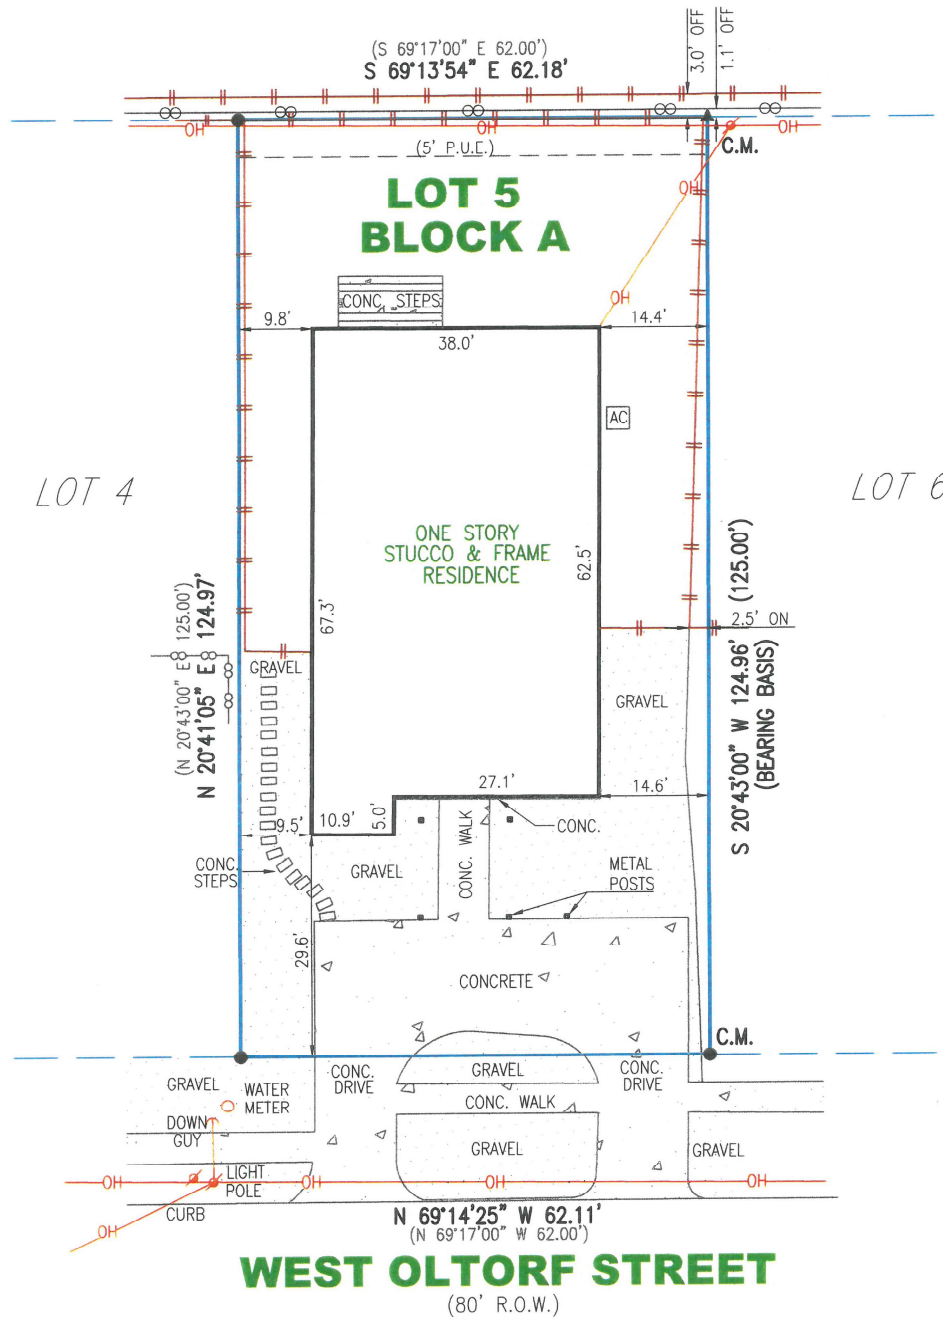 (S 69°17'00" E 62.00')
S 69°13'54" E 62.18'
3.0' OFF
1.1' OFF
OH
OH
OH
(5' P.U.E.)
C.M.
LOT 5
BLOCK A
OH
OH
CONC. STEPS
9.8'
38.0'
14.4'
AC
LOT 4
LOT 6
ONE STORY
STUCCO & FRAME
RESIDENCE
62.5'
67.3'
(125.00')
S 20°43'00" W 124.96'
(BEARING BASIS)
2.5' ON
(N 20°43'00" E 125.00')
N 20°41'05" E 124.97'
GRAVEL
GRAVEL
27.1'
14.6'
9.5'
10.9'
5.0'
CONC. WALK
CONC.
CONC.
STEPS
GRAVEL
METAL
POSTS
29.6'
CONCRETE
C.M.
GRAVEL
WATER
METER
CONC.
DRIVE
GRAVEL
CONC.
DRIVE
CONC. WALK
DOWN
GUY
GRAVEL
GRAVEL
LIGHT
POLE
OH
OH
OH
OH
CURB
OH
N 69°14'25" W 62.11'
(N 69°17'00" W 62.00')
WEST OLTORF STREET
(80' R.O.W.)